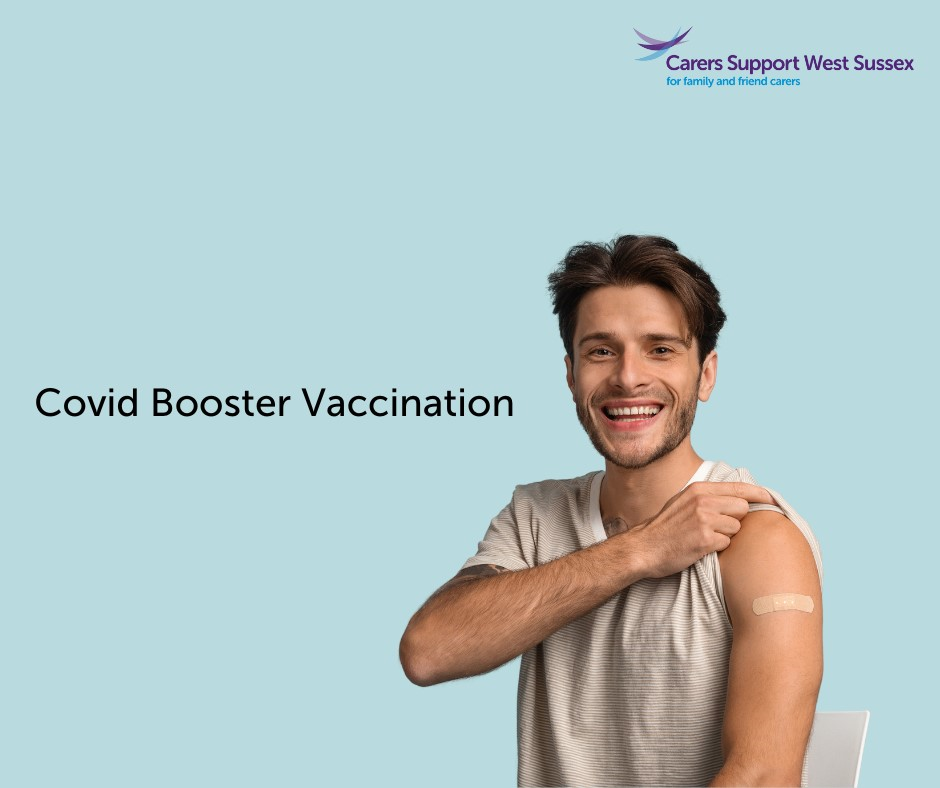 Carers Support West Sussex
for family and friend carers
Covid Booster Vaccination